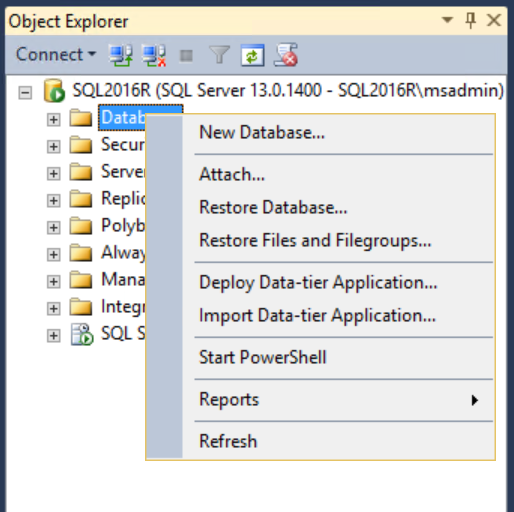 Object Explorer
Connect
SQL2016R (SQL Server 13.0.1400 - SQL2016R\msadmin)
Datab
Secur
Serve
Replic
Polyb
Alway
Mana
Integr
SQL S
New Database...
Attach...
Restore Database...
Restore Files and Filegroups...
Deploy Data-tier Application...
Import Data-tier Application...
Start PowerShell
Reports
Refresh